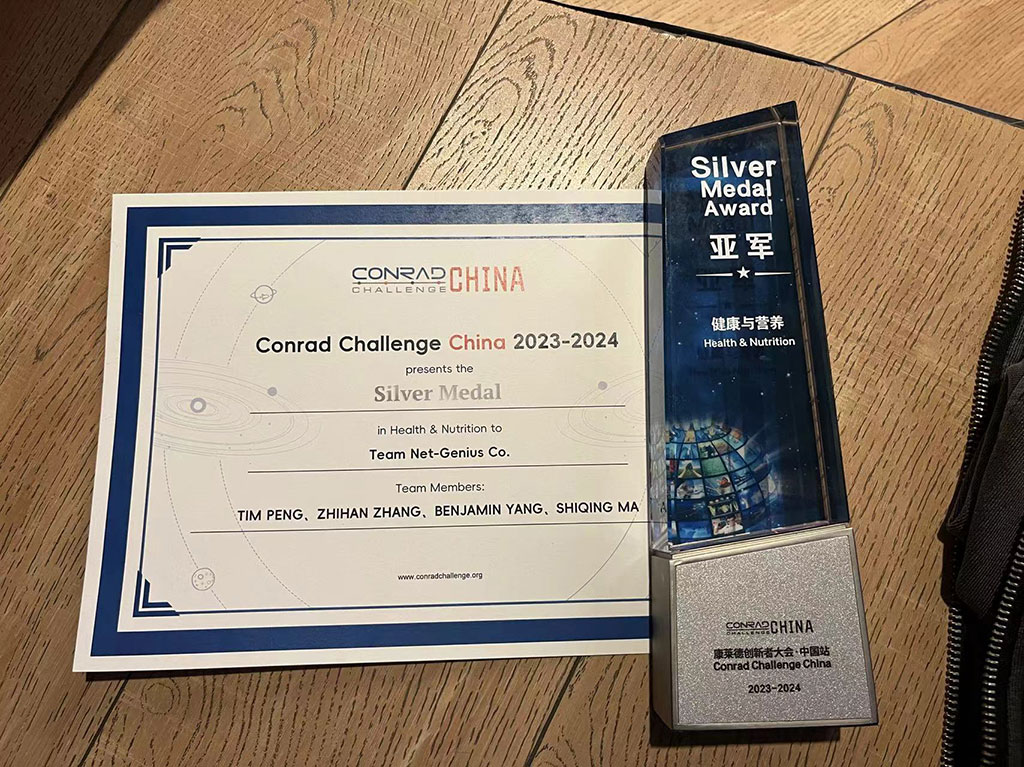 CONRAD CHALLENGE CHINA
Conrad Challenge China 2023-2024
presents the
Silver Medal
in Health & Nutrition to
Team Net-Genius Co.
Team Members:
TIM PENG、ZHIHAN ZHANG、BENJAMIN YANG、SHIQING MA
www.conradchallenge.org
Silver
Medal
Award
亚军
健康与营养
Health & Nutrition
CONRAD CHALLENGE CHINA
康莱德创新者大会·中国站
Conrad Challenge China
2023-2024